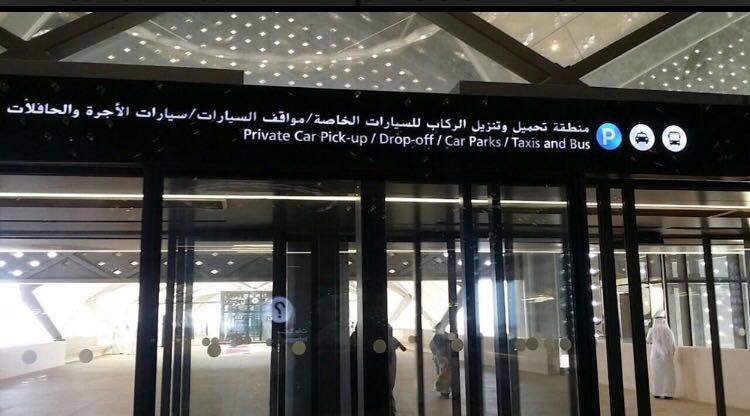 منطقة تحميل وتنزيل الركاب للسيارات الخاصة/مواقف السيارات/سيارات الأجرة والحافلات
Private Car Pick-up / Drop-off / Car Parks / Taxis and Bus
P